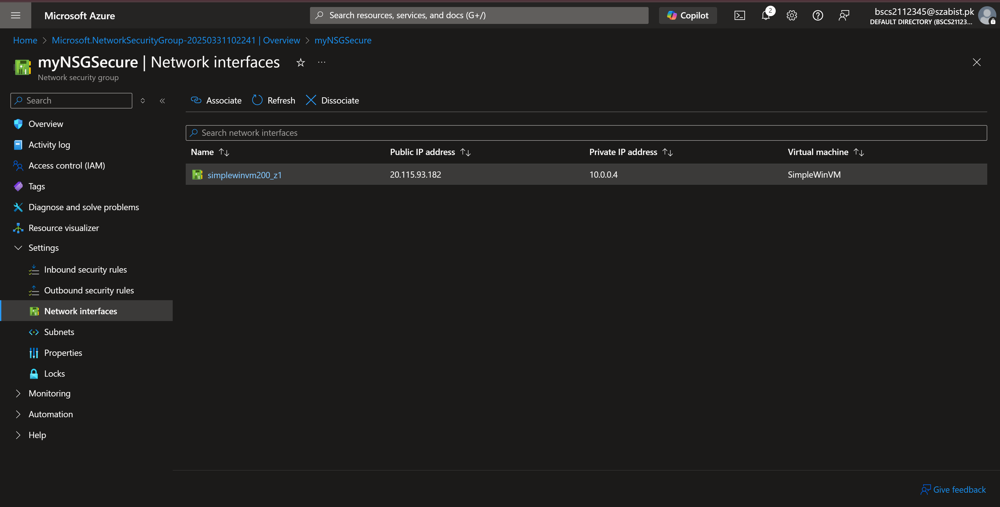 Microsoft Azure
Search resources, services, and docs (G+/)
Copilot
2
bscs2112345@szabist.pk
DEFAULT DIRECTORY (BSCS21123...
Home > Microsoft.NetworkSecurityGroup-20250331102241 | Overview > myNSGSecure
myNSGSecure | Network interfaces
Network security group
Search
Associate Refresh Dissociate
Overview
Activity log
Access control (IAM)
Tags
Diagnose and solve problems
Resource visualizer
Settings
Inbound security rules
Outbound security rules
Network interfaces
Subnets
Properties
Locks
Monitoring
Automation
Help
Search network interfaces
Name Public IP address Private IP address Virtual machine
simplewinvm200_z1 20.115.93.182 10.0.0.4 SimpleWinVM
Give feedback